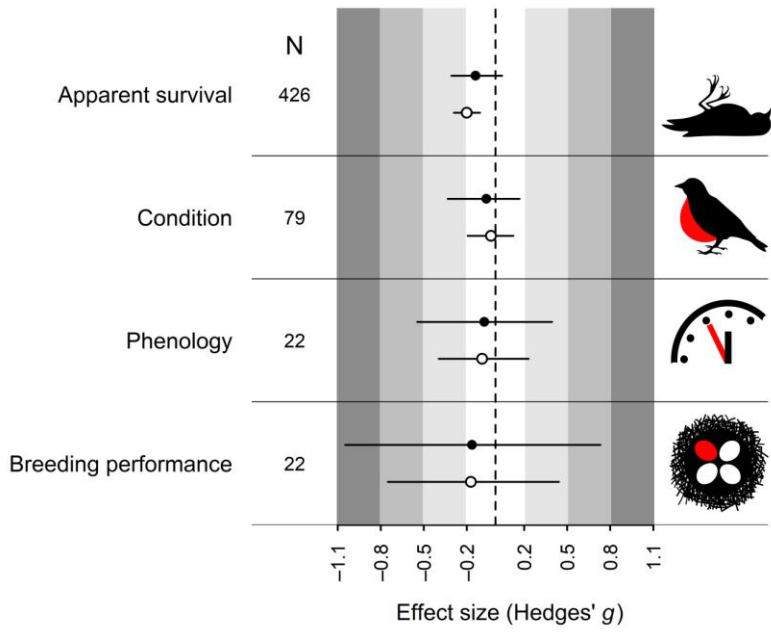 N
Apparent survival 426
Condition 79
Phenology 22
Breeding performance 22
−1.1 −0.8 −0.5 −0.2 0.2 0.5 0.8 1.1
Effect size (Hedges' g)